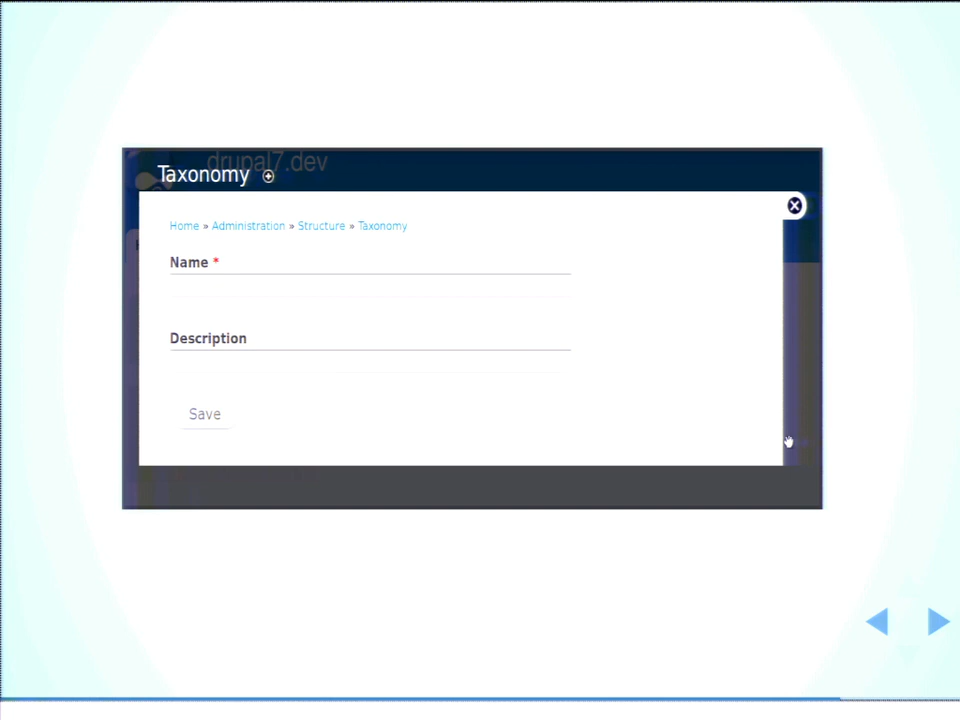 drupal7.dev
Taxonomy
Home » Administration » Structure » Taxonomy
Name *
Description
Save